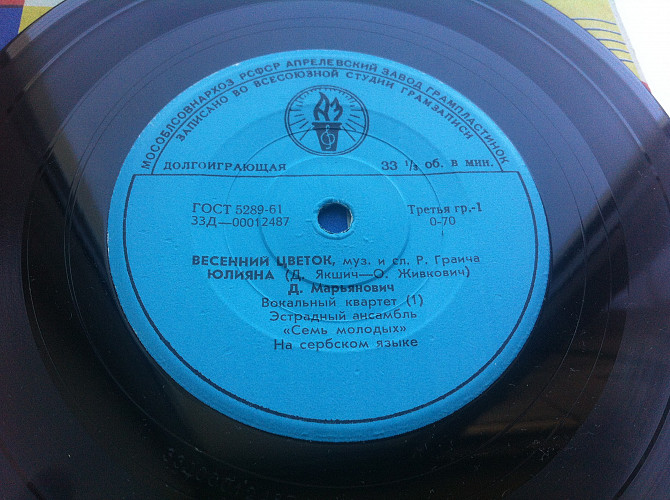 МОСОБЛСОВНАРХОЗ РСФСР АПРЕЛЕВСКИЙ ЗАВОД ГРАМПЛАСТИНОК
ЗАПИСАНО ВО ВСЕСОЮЗНОЙ СТУДИИ ГРАМЗАПИСИ
ДОЛГОИГРАЮЩАЯ 33 1/3 об. в мин.
ГОСТ 5289-61 Третья гр.-1
33Д—00012487 0-70
ВЕСЕННИЙ ЦВЕТОК, муз. и сл. Р. Граича
ЮЛИЯНА (Д. Якшич—О. Живкович)
Д. Марьянович
Вокальный квартет (1)
Эстрадный ансамбль
«Семь молодых»
На сербском языке